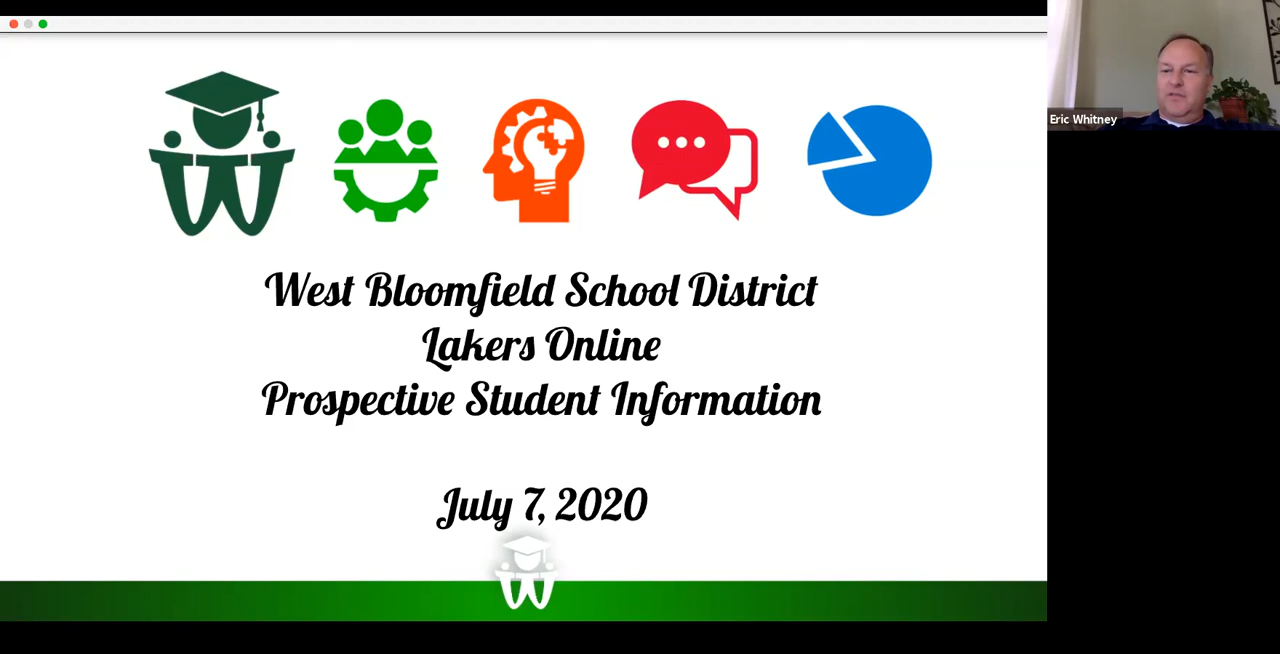 West Bloomfield School District
Lakers Online
Prospective Student Information
July 7, 2020
Eric Whitney